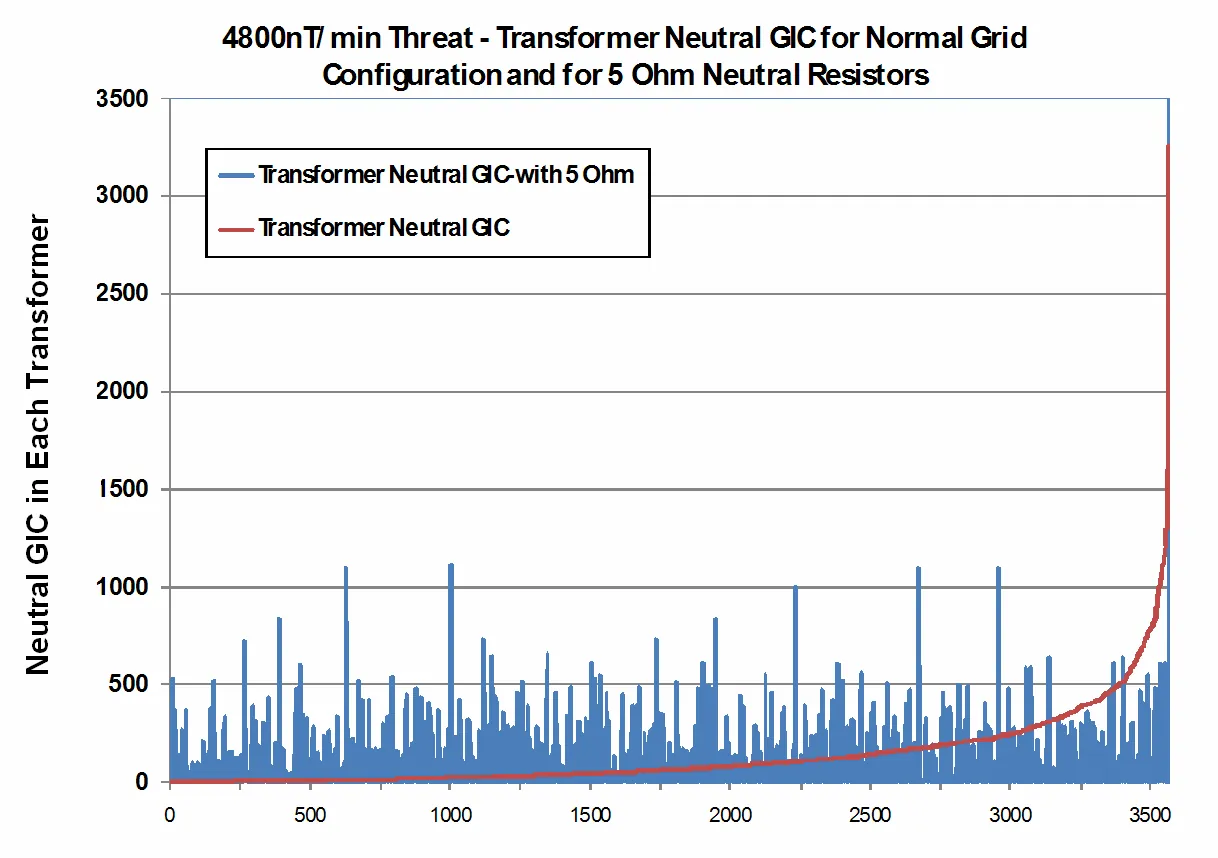 4800nT/ min Threat - Transformer Neutral GIC for Normal Grid
Configuration and for 5 Ohm Neutral Resistors
Neutral GIC in Each Transformer
3500
3000
2500
2000
1500
1000
500
0
Transformer Neutral GIC-with 5 Ohm
Transformer Neutral GIC
0 500 1000 1500 2000 2500 3000 3500